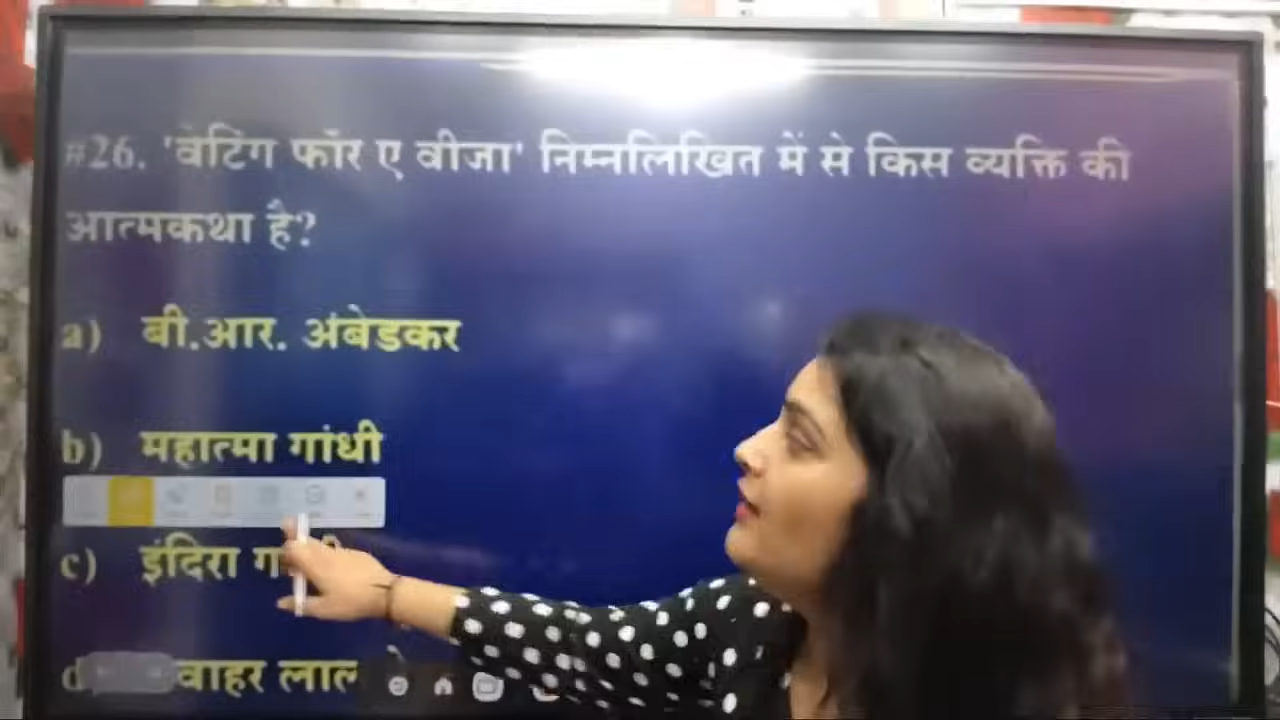 #26. 'वेटिंग फॉर ए वीजा' निम्नलिखित में से किस व्यक्ति की
आत्मकथा है?
a) बी.आर. अंबेडकर
b) महात्मा गांधी
c) इंदिरा
d वाहर लाल